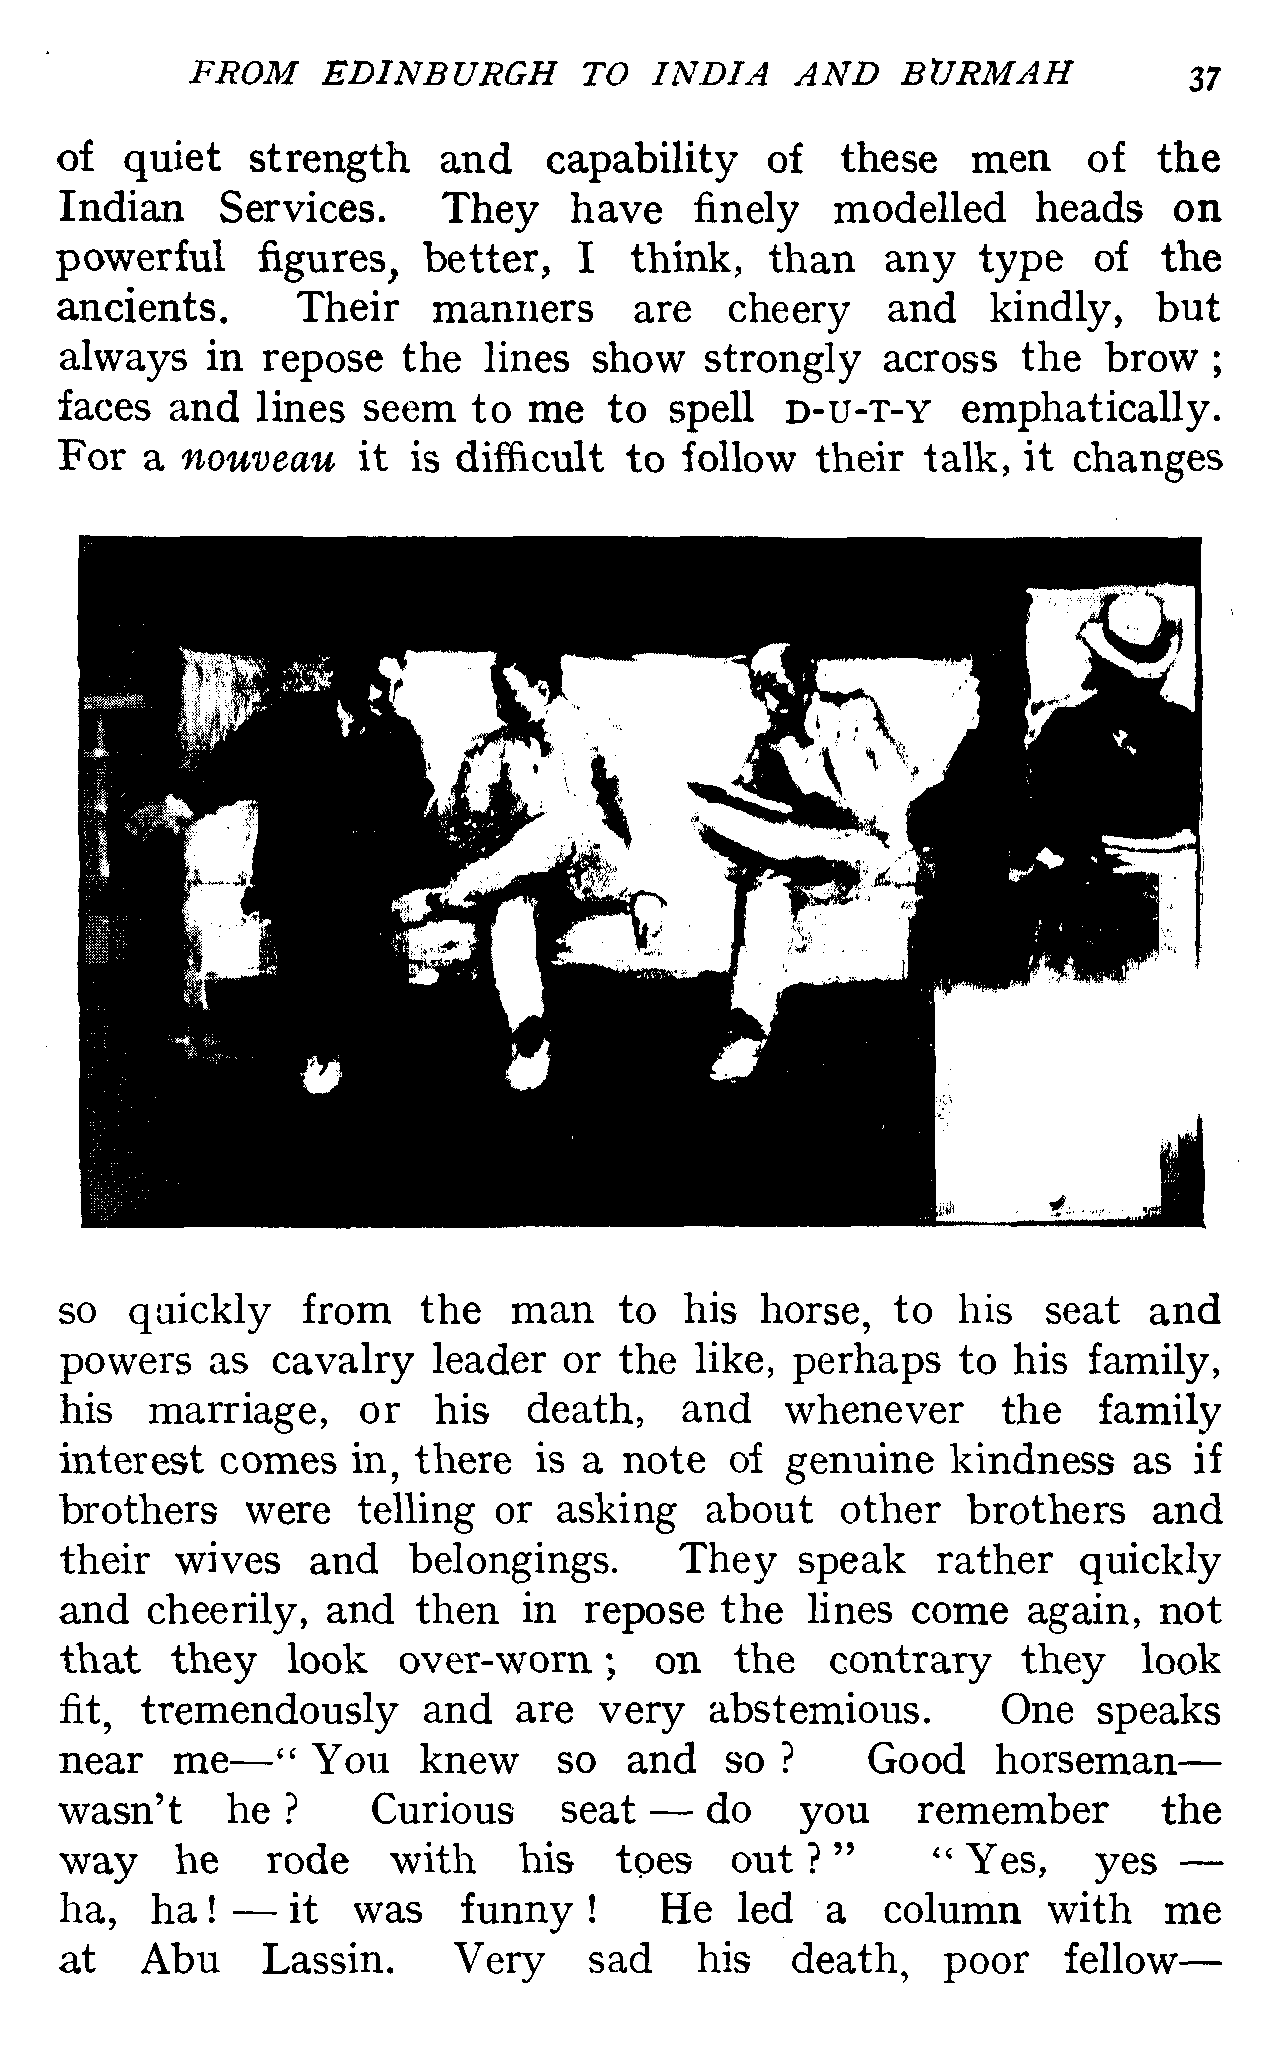 FROM EDINBURGH TO INDIA AND BURMAH 37
of quiet strength and capability of these men of the
Indian Services. They have finely modelled heads on
powerful figures, better, I think, than any type of the
ancients. Their manners are cheery and kindly, but
always in repose the lines show strongly across the brow ;
faces and lines seem to me to spell D-U-T-Y emphatically.
For a nouveau it is difficult to follow their talk, it changes
so quickly from the man to his horse, to his seat and
powers as cavalry leader or the like, perhaps to his family,
his marriage, or his death, and whenever the family
interest comes in, there is a note of genuine kindness as if
brothers were telling or asking about other brothers and
their wives and belongings. They speak rather quickly
and cheerily, and then in repose the lines come again, not
that they look over-worn ; on the contrary they look
fit, tremendously and are very abstemious. One speaks
near me—“ You knew so and so ? Good horseman—
wasn’t he ? Curious seat — do you remember the
way he rode with his toes out ? ” “ Yes, yes —
ha, ha ! — it was funny ! He led a column with me
at Abu Lassin. Very sad his death, poor fellow—